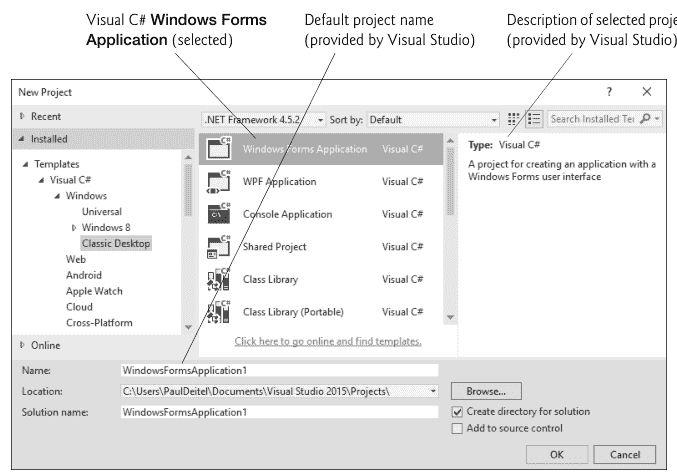 Visual C# Windows Forms
Application (selected)
Default project name
(provided by Visual Studio)
Description of selected
(provided by Visual Studio)
New Project
? ✕
Recent
Installed
.NET Framework 4.5.2
Sort by: Default
Search Installed
Templates
Visual C#
Windows
Universal
Windows 8
Classic Desktop
Web
Android
Apple Watch
Cloud
Cross-Platform
Online
Windows Forms Application Visual C#
WPF Application Visual C#
Console Application Visual C#
Shared Project Visual C#
Class Library Visual C#
Class Library (Portable) Visual C#
Click here to go online and find templates.
Type: Visual C#
A project for creating an application with a
Windows Forms user interface
Name: WindowsFormsApplication1
Location: C:\Users\PaulDeitel\Documents\Visual Studio 2015\Projects\
Browse...
Solution name: WindowsFormsApplication1
Create directory for solution
Add to source control
OK
Cancel